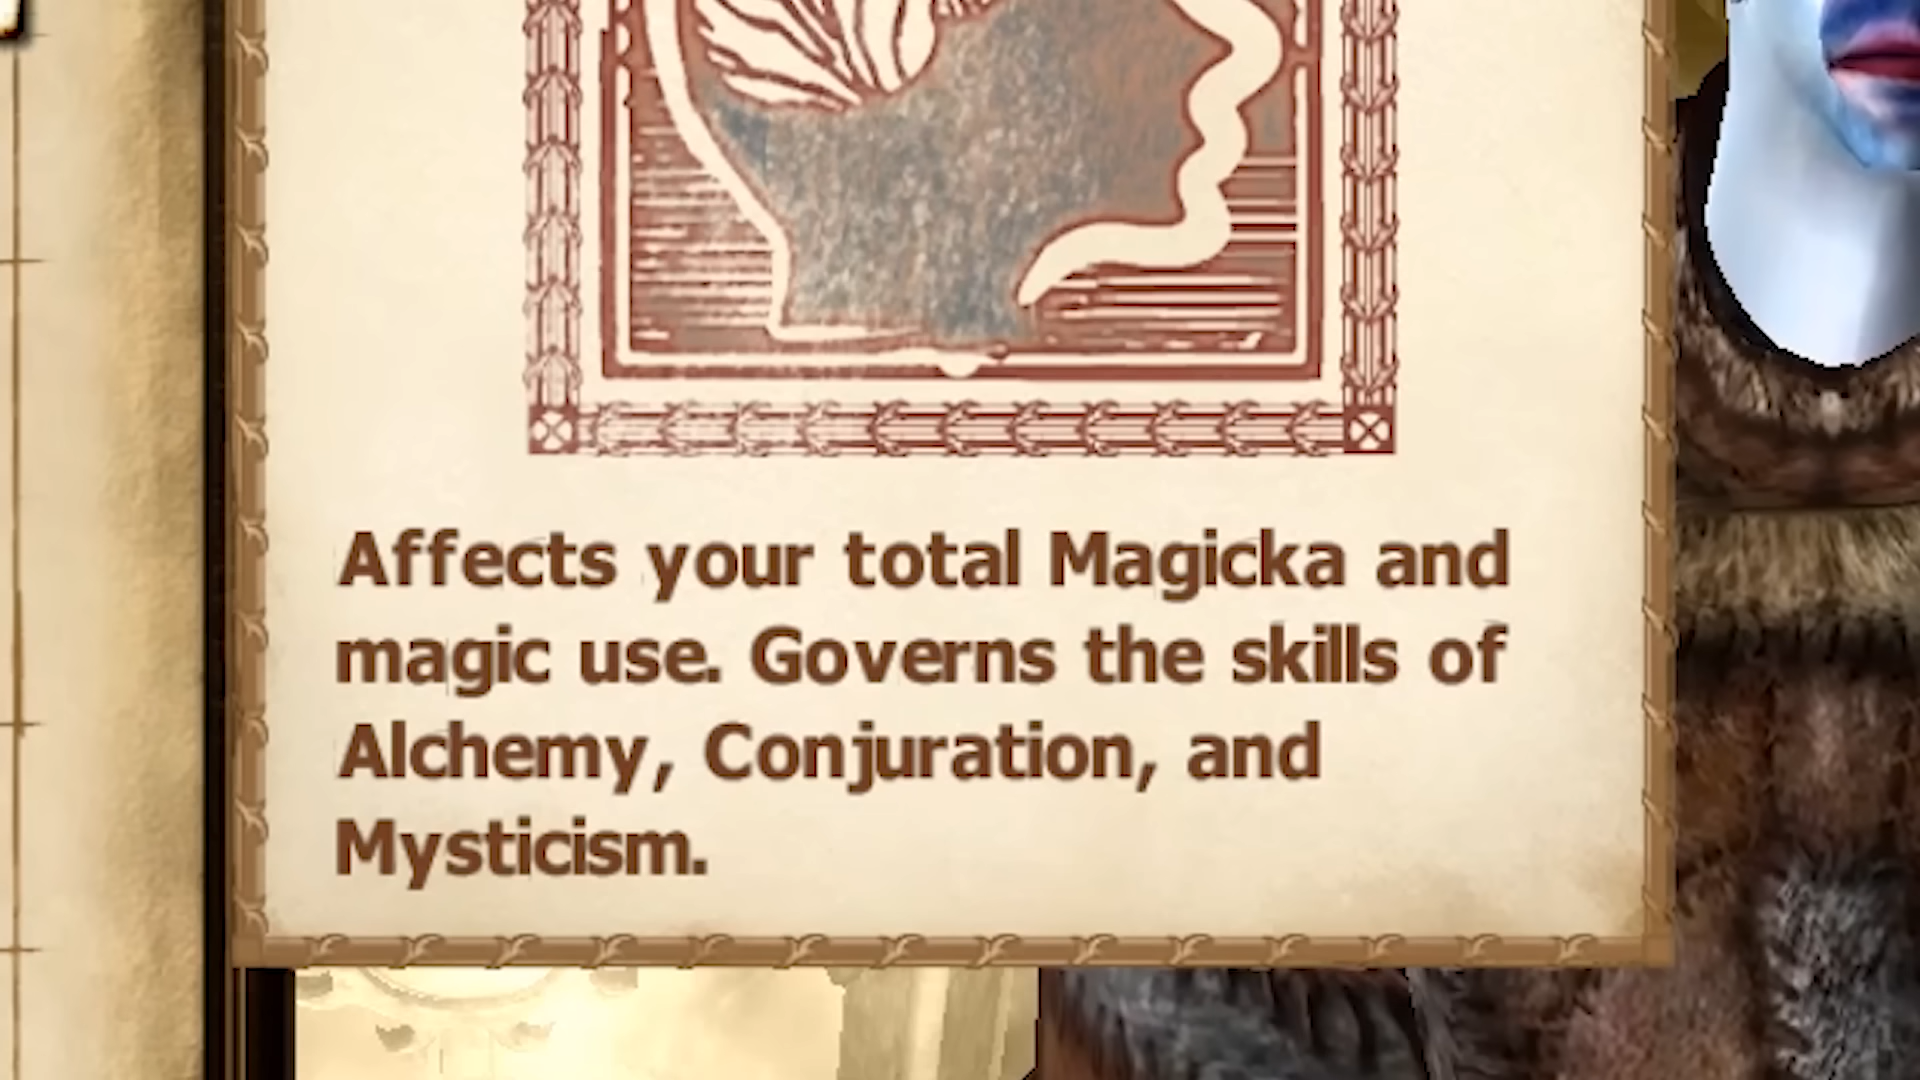 Affects your total Magicka and
magic use. Governs the skills of
Alchemy, Conjuration, and
Mysticism.